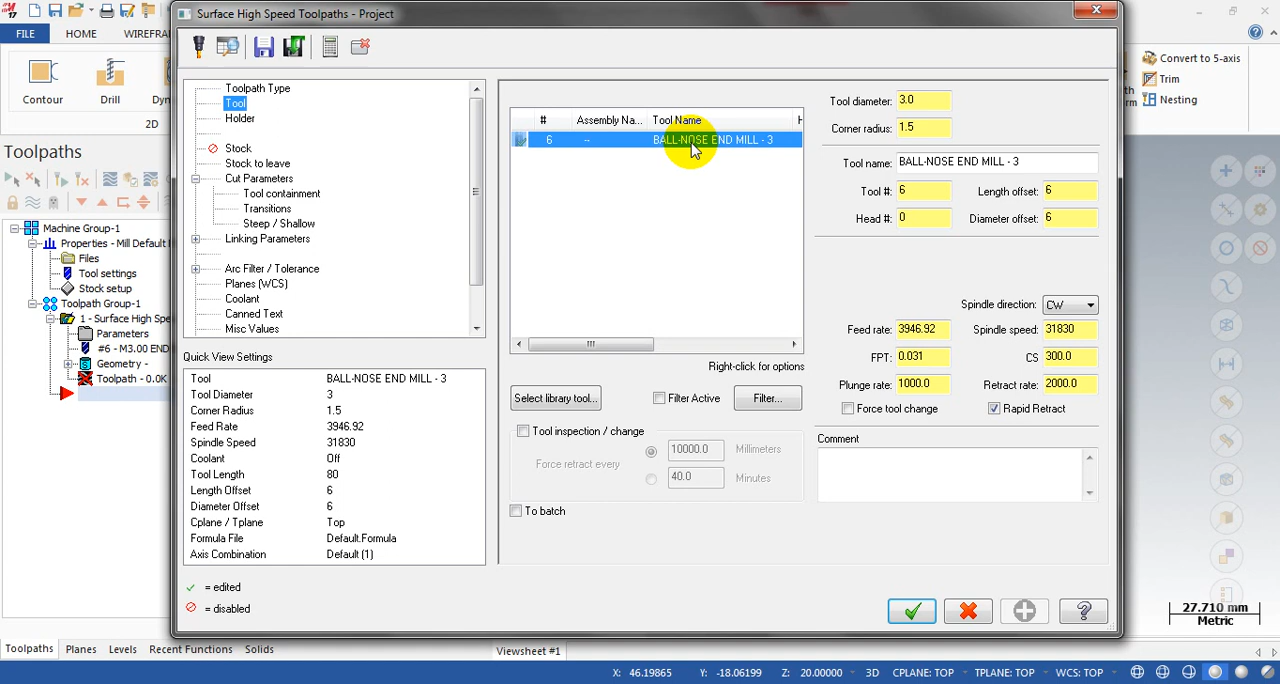 17
Surface High Speed Toolpaths - Project
FILE
HOME
WIREFRA
Contour
Drill
Dyn
2D
Convert to 5-axis
Trim
Nesting
Toolpaths
Machine Group-1
Properties - Mill Default
Files
Tool settings
Stock setup
Toolpath Group-1
1 - Surface High Spe
Parameters
#6 - M3.00 END
Geometry -
Toolpath - 0.0K
Toolpath Type
Tool
Holder
Stock
Stock to leave
Cut Parameters
Tool containment
Transitions
Steep / Shallow
Linking Parameters
Arc Filter / Tolerance
Planes (WCS)
Coolant
Canned Text
Misc Values
Quick View Settings
Tool BALL-NOSE END MILL - 3
Tool Diameter 3
Corner Radius 1.5
Feed Rate 3946.92
Spindle Speed 31830
Coolant Off
Tool Length 80
Length Offset 6
Diameter Offset 6
Cplane / Tplane Top
Formula File Default.Formula
Axis Combination Default (1)
= edited
= disabled
# Assembly Na... Tool Name H
6 -- BALL-NOSE END MILL - 3
Right-click for options
Select library tool...
Filter Active
Filter...
Tool inspection / change
Force retract every
10000.0 Millimeters
40.0 Minutes
To batch
Tool diameter: 3.0
Corner radius: 1.5
Tool name: BALL-NOSE END MILL - 3
Tool #: 6 Length offset: 6
Head #: 0 Diameter offset: 6
Spindle direction: CW
Feed rate: 3946.92 Spindle speed: 31830
FPT: 0.031 CS 300.0
Plunge rate: 1000.0 Retract rate: 2000.0
Force tool change Rapid Retract
Comment
27.710 mm
Metric
Toolpaths Planes Levels Recent Functions Solids
Viewsheet #1
X: 46.19865 Y: -18.06199 Z: 20.00000 3D CPLANE: TOP TPLANE: TOP WCS: TOP